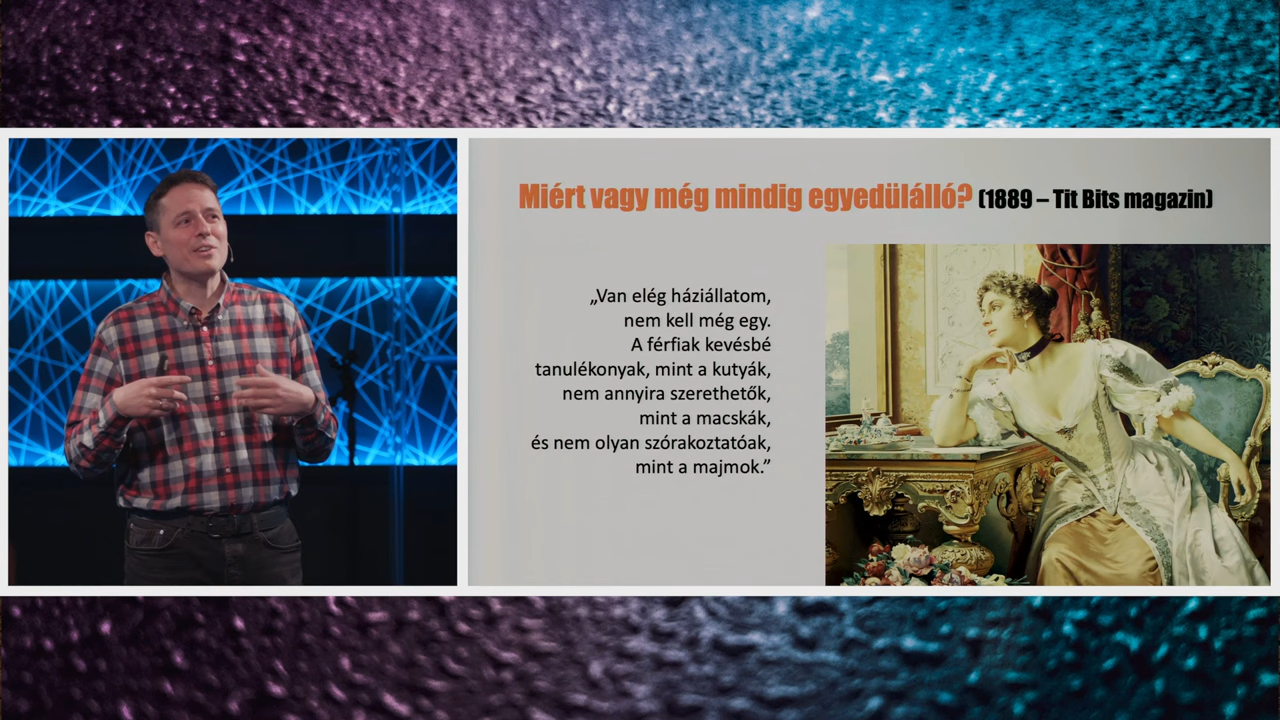 Miért vagy még mindig egyedülálló? (1889 – Tit Bits magazin)
„Van elég háziállatom,
nem kell még egy.
A férfiak kevésbé
tanulékonyak, mint a kutyák,
nem annyira szerethetők,
mint a macskák,
és nem olyan szórakoztatóak,
mint a majmok.”